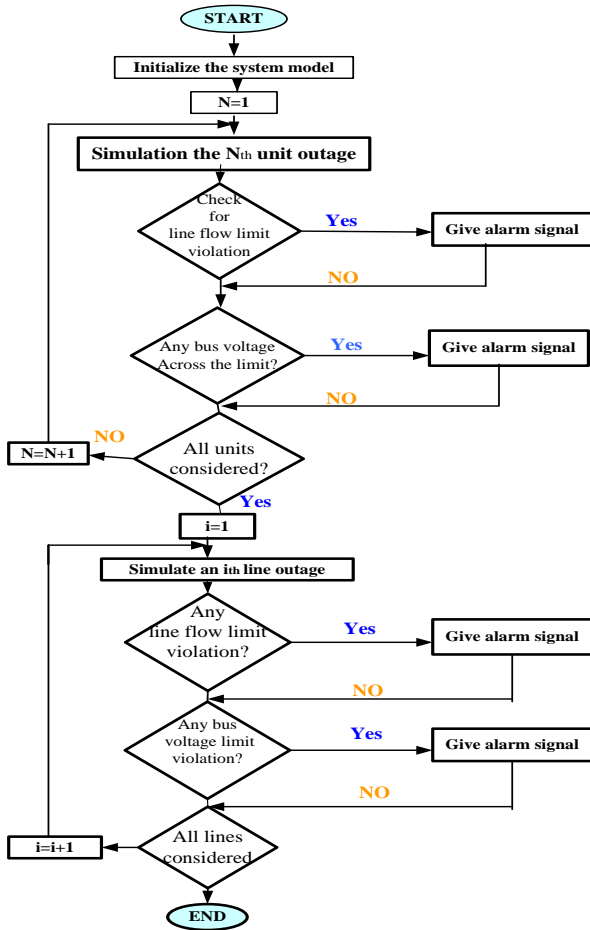 START
Initialize the system model
N=1
Simulation the Nth unit outage
Check
for
line flow limit
violation
Yes
Give alarm signal
NO
Any bus voltage
Across the limit?
Yes
Give alarm signal
NO
All units
considered?
NO
N=N+1
Yes
i=1
Simulate an ith line outage
Any
line flow limit
violation?
Yes
Give alarm signal
NO
Any bus
voltage limit
violation?
Yes
Give alarm signal
NO
All lines
considered
i=i+1
END